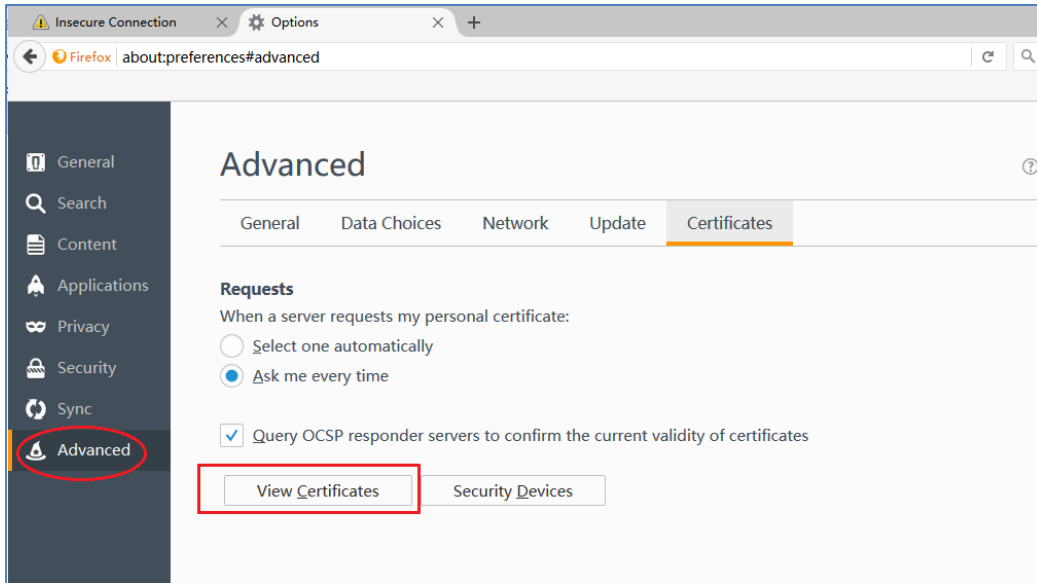 Insecure Connection
Options
Firefox about:preferences#advanced
General
Search
Content
Applications
Privacy
Security
Sync
Advanced
Advanced
General Data Choices Network Update Certificates
Requests
When a server requests my personal certificate:
Select one automatically
Ask me every time
Query OCSP responder servers to confirm the current validity of certificates
View Certificates Security Devices